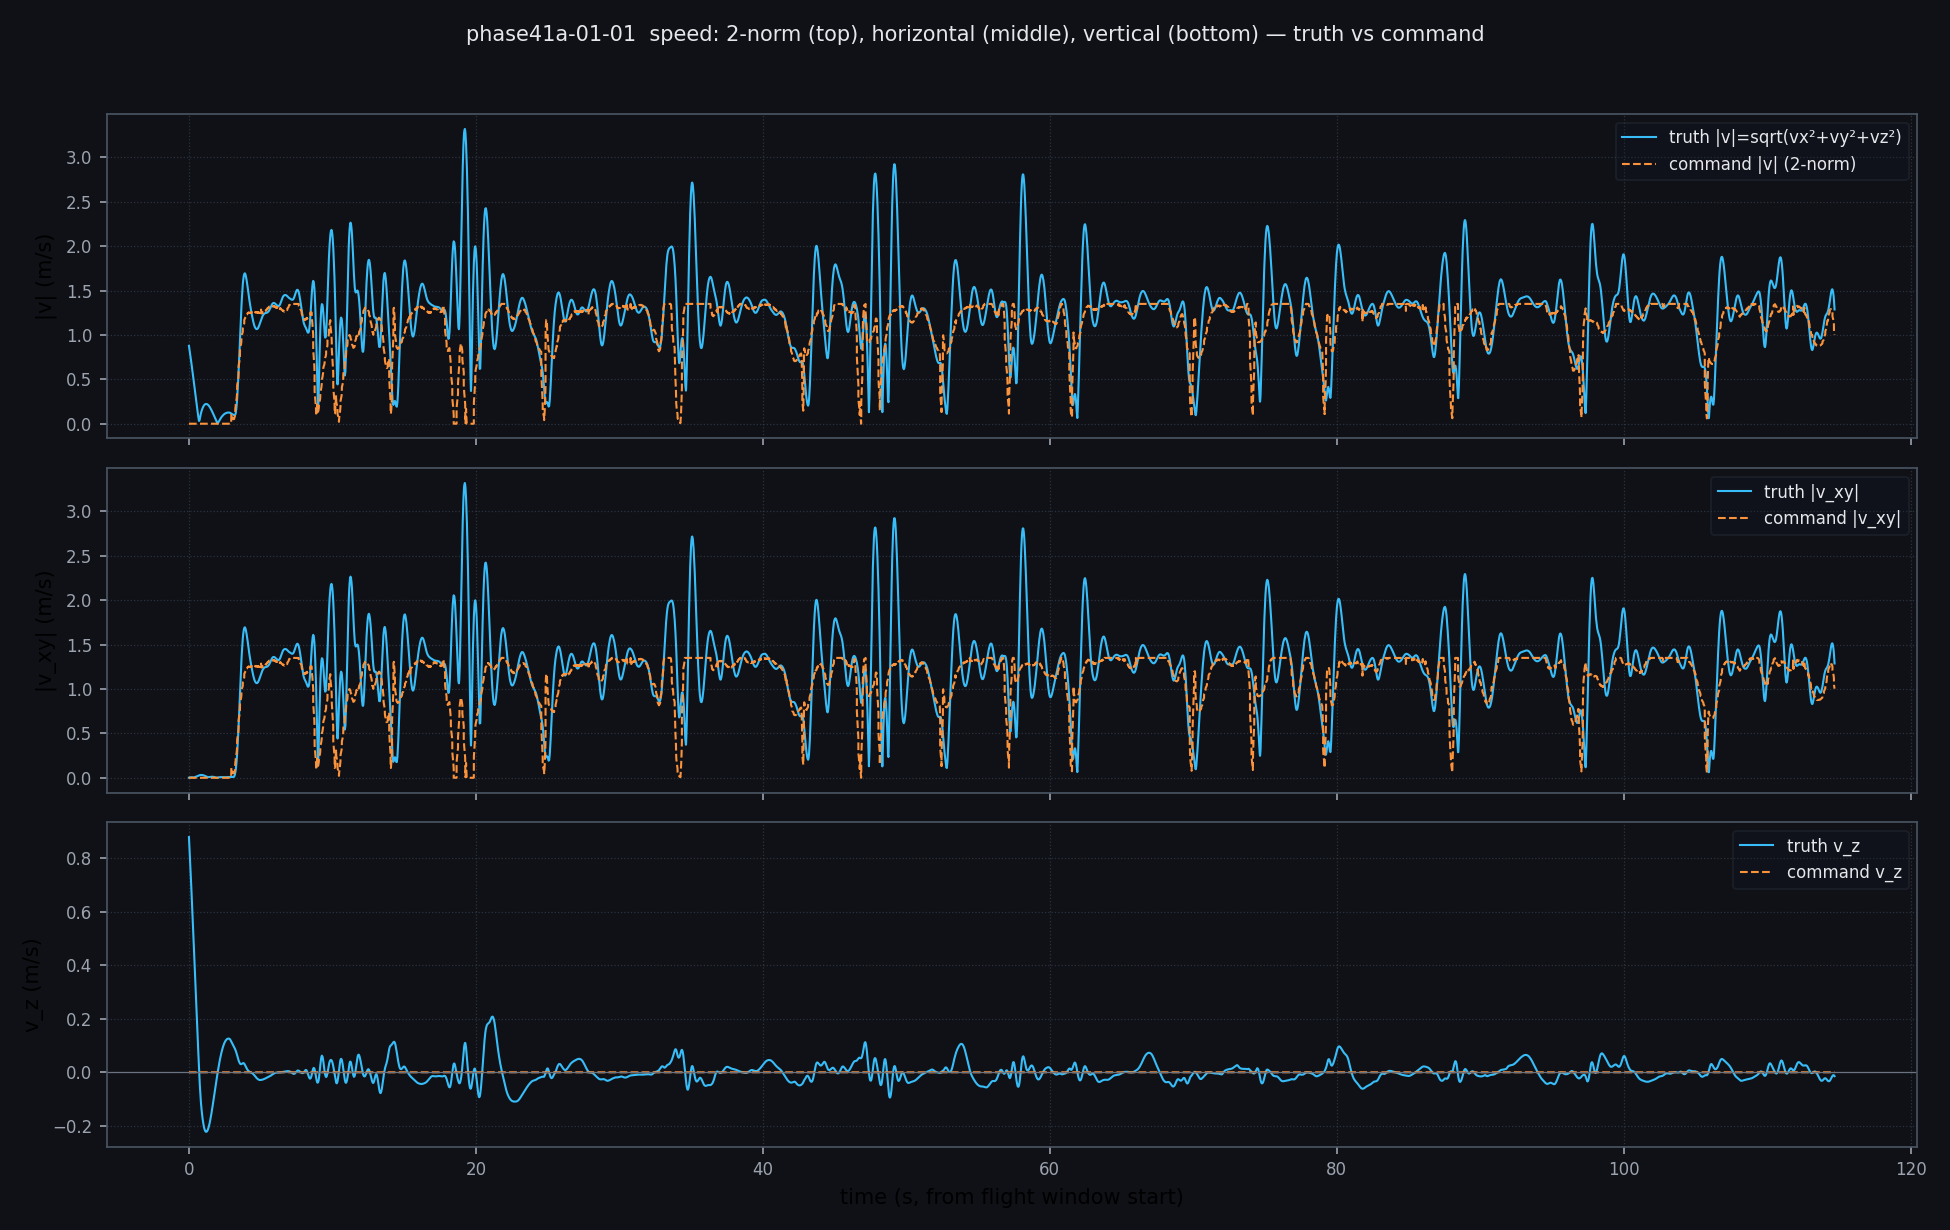 phase41a-01-01  speed: 2-norm (top), horizontal (middle), vertical (bottom) — truth vs command
|v| (m/s)
3.0
2.5
2.0
1.5
1.0
0.5
0.0
truth |v|=sqrt(vx²+vy²+vz²)
command |v| (2-norm)
|v_xy| (m/s)
3.0
2.5
2.0
1.5
1.0
0.5
0.0
truth |v_xy|
command |v_xy|
v_z (m/s)
0.8
0.6
0.4
0.2
0.0
−0.2
truth v_z
command v_z
0 20 40 60 80 100 120
time (s, from flight window start)